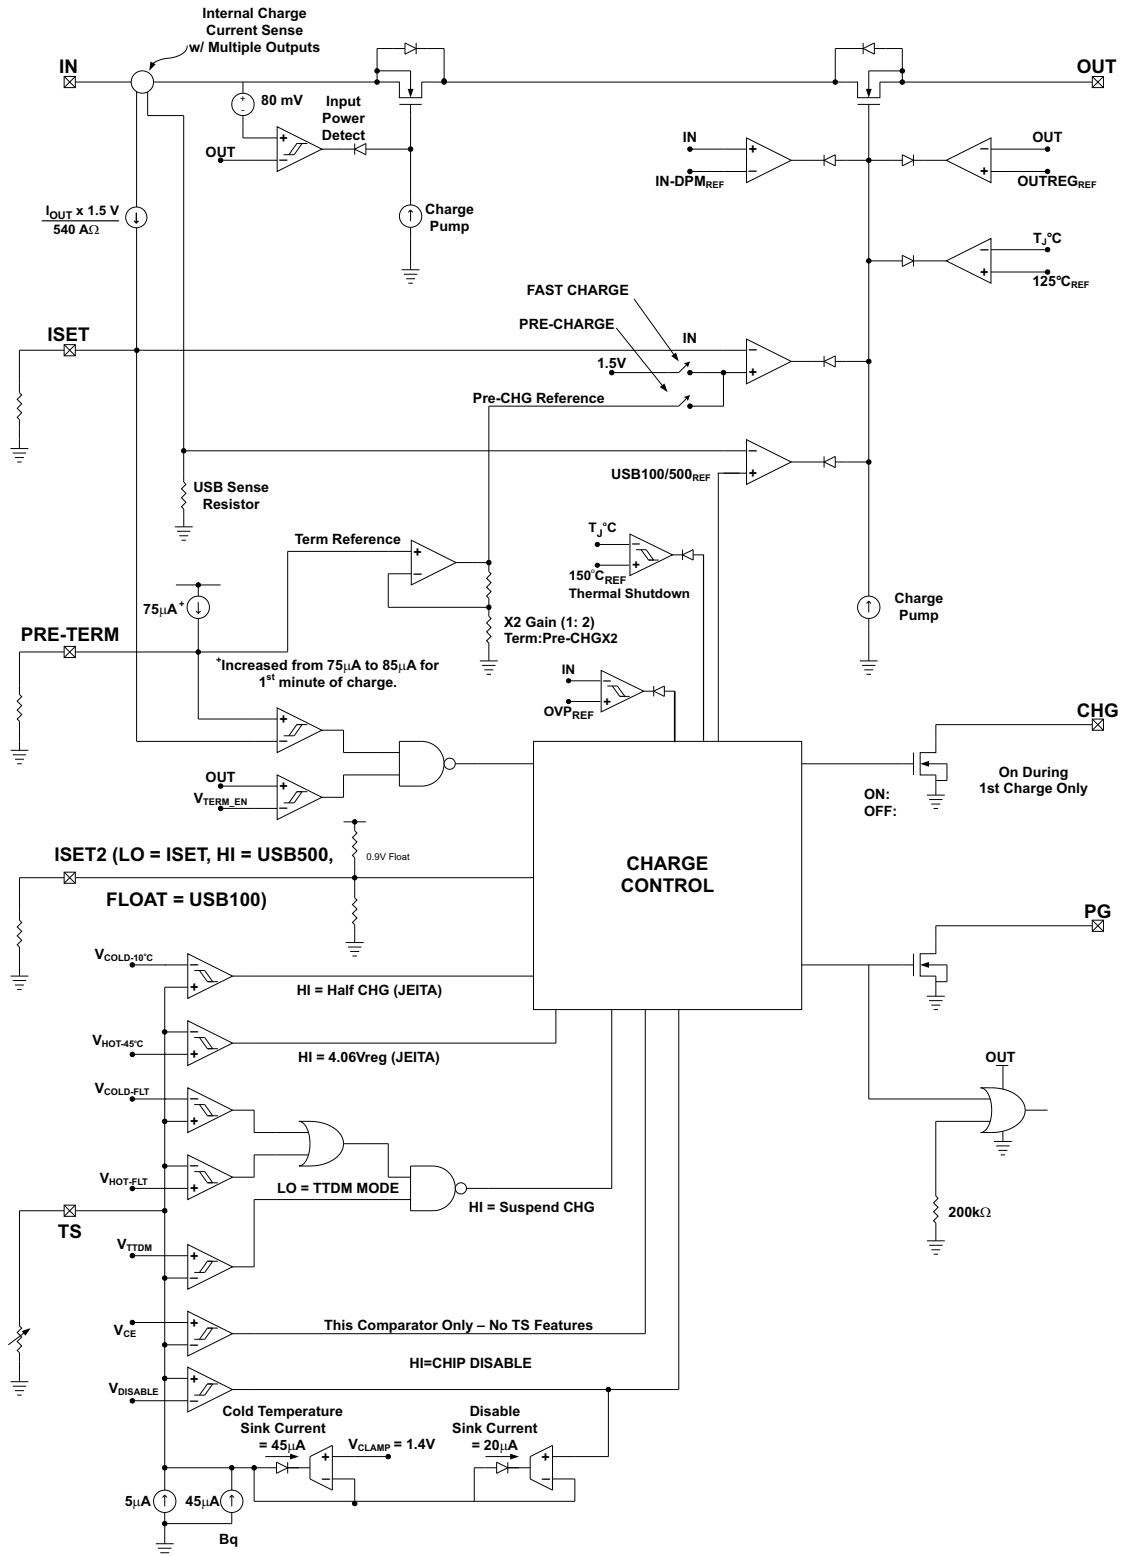 Internal Charge
Current Sense
w/ Multiple Outputs
IN
OUT
+
-
80 mV
Input
Power
Detect
+
OUT
–
IN
+
IN-DPMREF
–
–
OUT
+
OUTREGREF
IOUT x 1.5 V
540 AΩ
Charge
Pump
–
TJ°C
+
125°CREF
FAST CHARGE
PRE-CHARGE
ISET
IN
–
1.5V
+
Pre-CHG Reference
–
USB100/500REF
+
USB Sense
Resistor
Term Reference
+
–
TJ°C
–
150°CREF
+
Thermal Shutdown
75µA+
Charge
Pump
X2 Gain (1: 2)
Term:Pre-CHGX2
PRE-TERM
+Increased from 75µA to 85µA for
1st minute of charge.
IN
–
OVPREF
+
+
–
OUT
+
VTERM_EN
–
CHG
On During
1st Charge Only
ON:
OFF:
0.9V Float
ISET2 (LO = ISET, HI = USB500,
FLOAT = USB100)
CHARGE
CONTROL
PG
VCOLD-10°C
–
+
HI = Half CHG (JEITA)
–
VHOT-45°C
+
HI = 4.06Vreg (JEITA)
OUT
VCOLD-FLT
–
+
–
VHOT-FLT
+
LO = TTDM MODE
HI = Suspend CHG
TS
200kΩ
VTTDM
+
–
+
VCE
–
This Comparator Only – No TS Features
HI=CHIP DISABLE
+
VDISABLE
–
Cold Temperature
Sink Current
= 45µA
VCLAMP = 1.4V
+
–
Disable
Sink Current
= 20µA
+
–
5µA
45µA
Bq